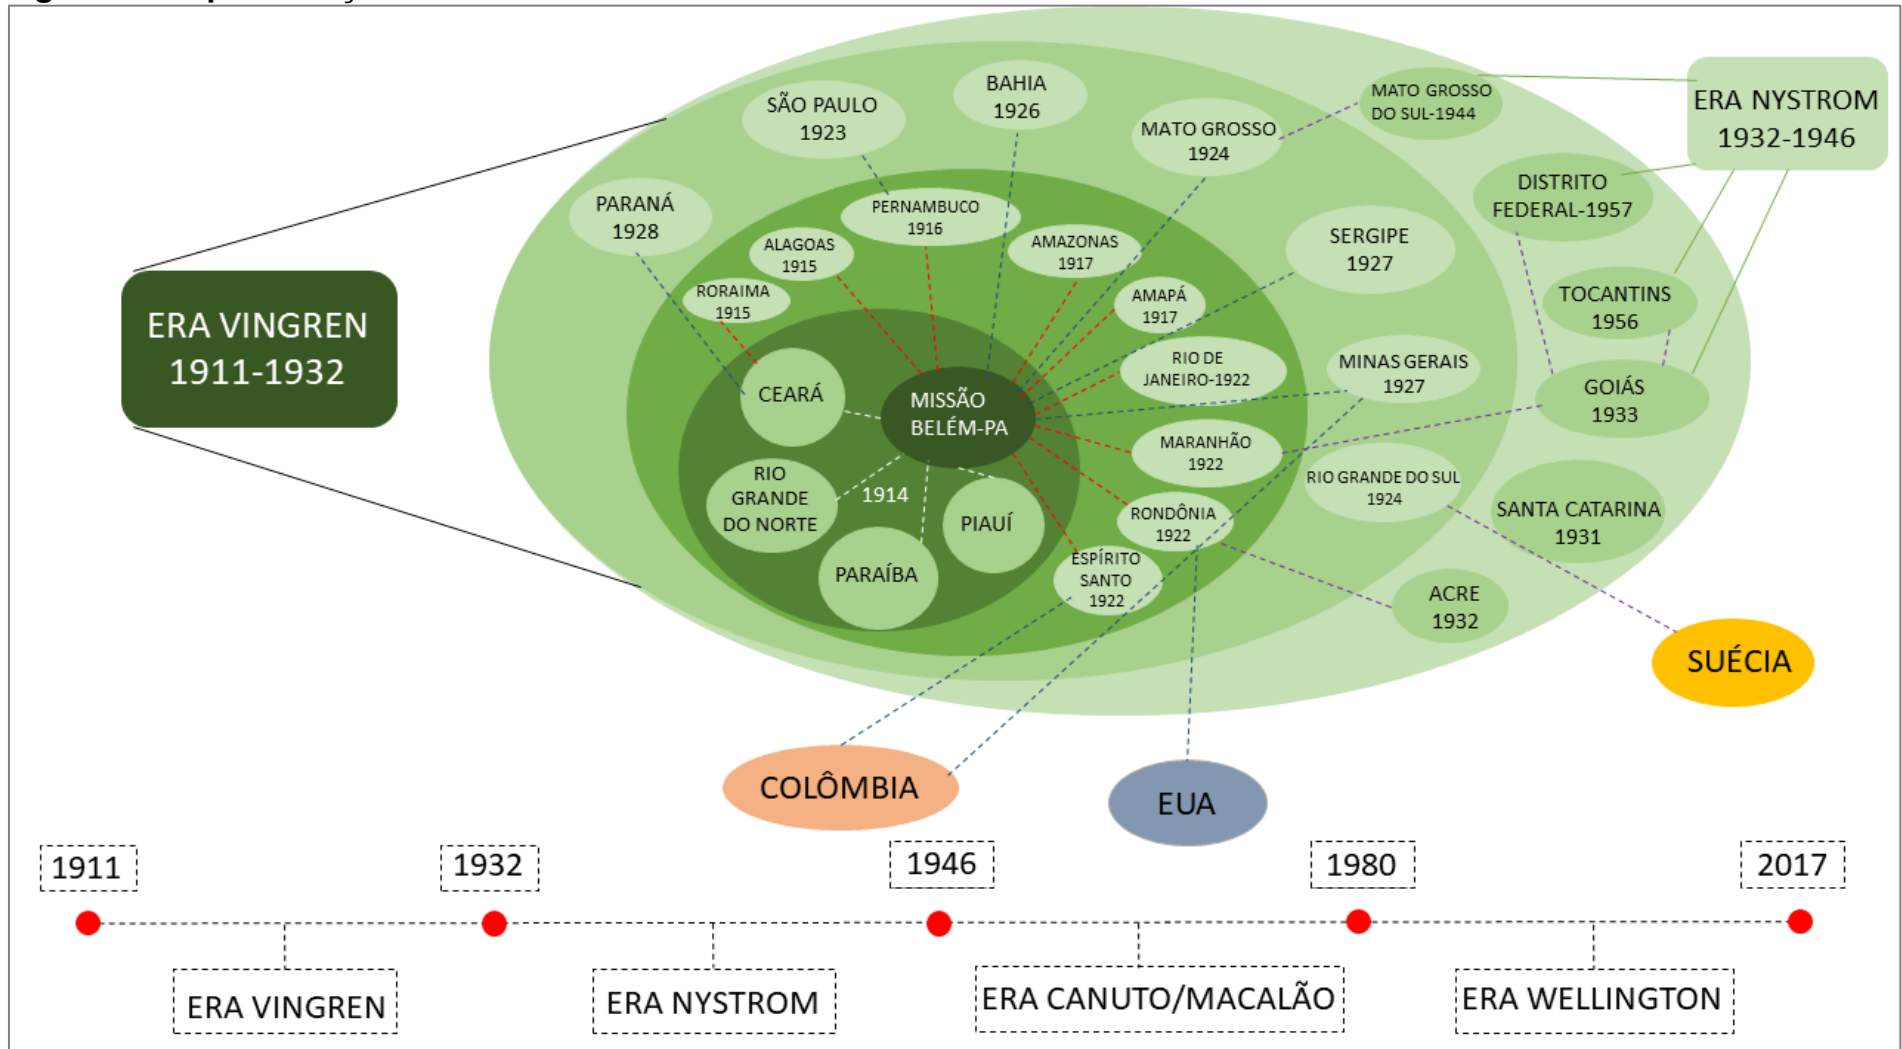 SÃO PAULO
1923
BAHIA
1926
MATO GROSSO
1924
MATO GROSSO
DO SUL-1944
ERA NYSTROM
1932-1946
PARANÁ
1928
ALAGOAS
1915
PERNAMBUCO
1916
AMAZONAS
1917
DISTRITO
FEDERAL-1957
SERGIPE
1927
RORAIMA
1915
AMAPÁ
1917
TOCANTINS
1956
ERA VINGREN
1911-1932
CEARÁ
MISSÃO
BELÉM-PA
RIO DE
JANEIRO-1922
MINAS GERAIS
1927
GOIÁS
1933
MARANHÃO
1922
RIO
GRANDE
DO NORTE
1914
PIAUÍ
RONDÔNIA
1922
RIO GRANDE DO SUL
1924
SANTA CATARINA
1931
PARAÍBA
ESPÍRITO
SANTO
1922
ACRE
1932
SUÉCIA
COLÔMBIA
EUA
1911
1932
1946
1980
2017
ERA VINGREN
ERA NYSTROM
ERA CANUTO/MACALÃO
ERA WELLINGTON